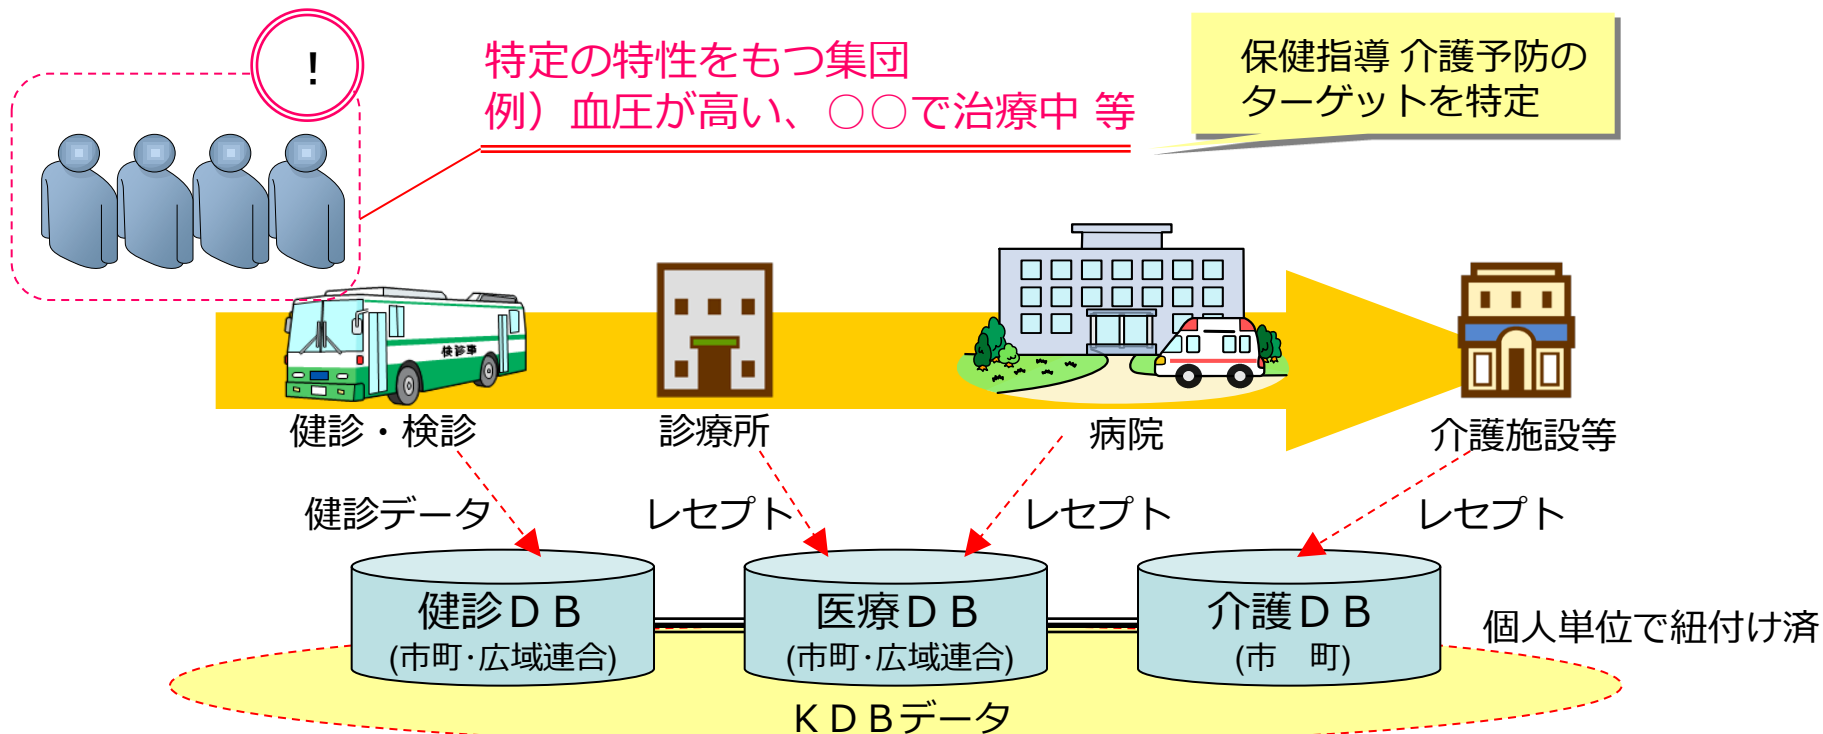 ！
特定の特性をもつ集団
例）血圧が高い、○○で治療中 等
保健指導 介護予防の
ターゲットを特定
検診車
健診・検診
診療所
病院
介護施設等
健診データ
レセプト
レセプト
レセプト
健診ＤＢ
(市町･広域連合)
医療ＤＢ
(市町･広域連合)
介護ＤＢ
(市　町)
個人単位で紐付け済
ＫＤＢデータ